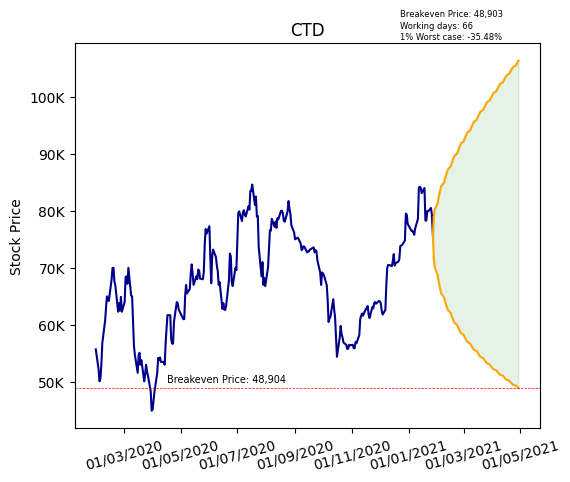 Breakeven Price: 48,903
Working days: 66
1% Worst case: -35.48%
CTD
Stock Price
100K
90K
80K
70K
60K
50K
Breakeven Price: 48,904
01/03/2020
01/05/2020
01/07/2020
01/09/2020
01/11/2020
01/01/2021
01/03/2021
01/05/2021